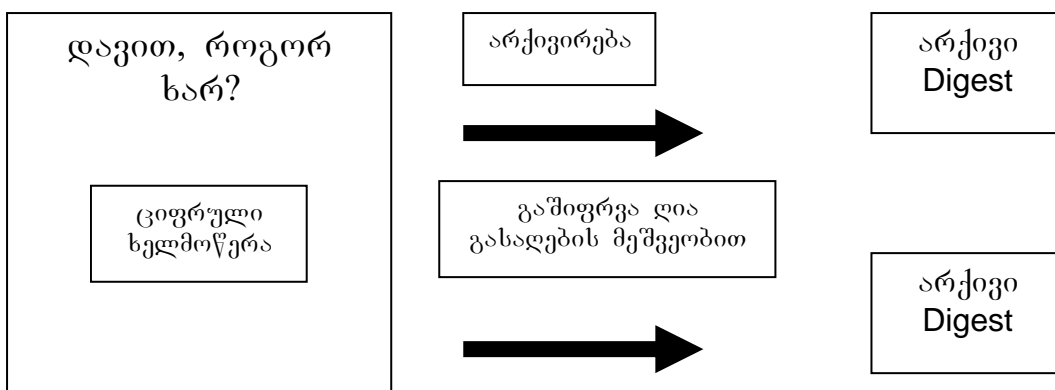 დავით, როგორ
ხარ?
ციფრული
ხელმოწერა
არქივირება
გაშიფრვა ღია
გასაღების მეშვეობით
არქივი
Digest
არქივი
Digest